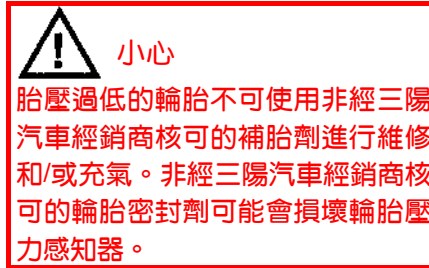 小心
胎壓過低的輪胎不可使用非經三陽
汽車經銷商核可的補胎劑進行維修
和/或充氣。非經三陽汽車經銷商核
可的輪胎密封劑可能會損壞輪胎壓
力感知器。